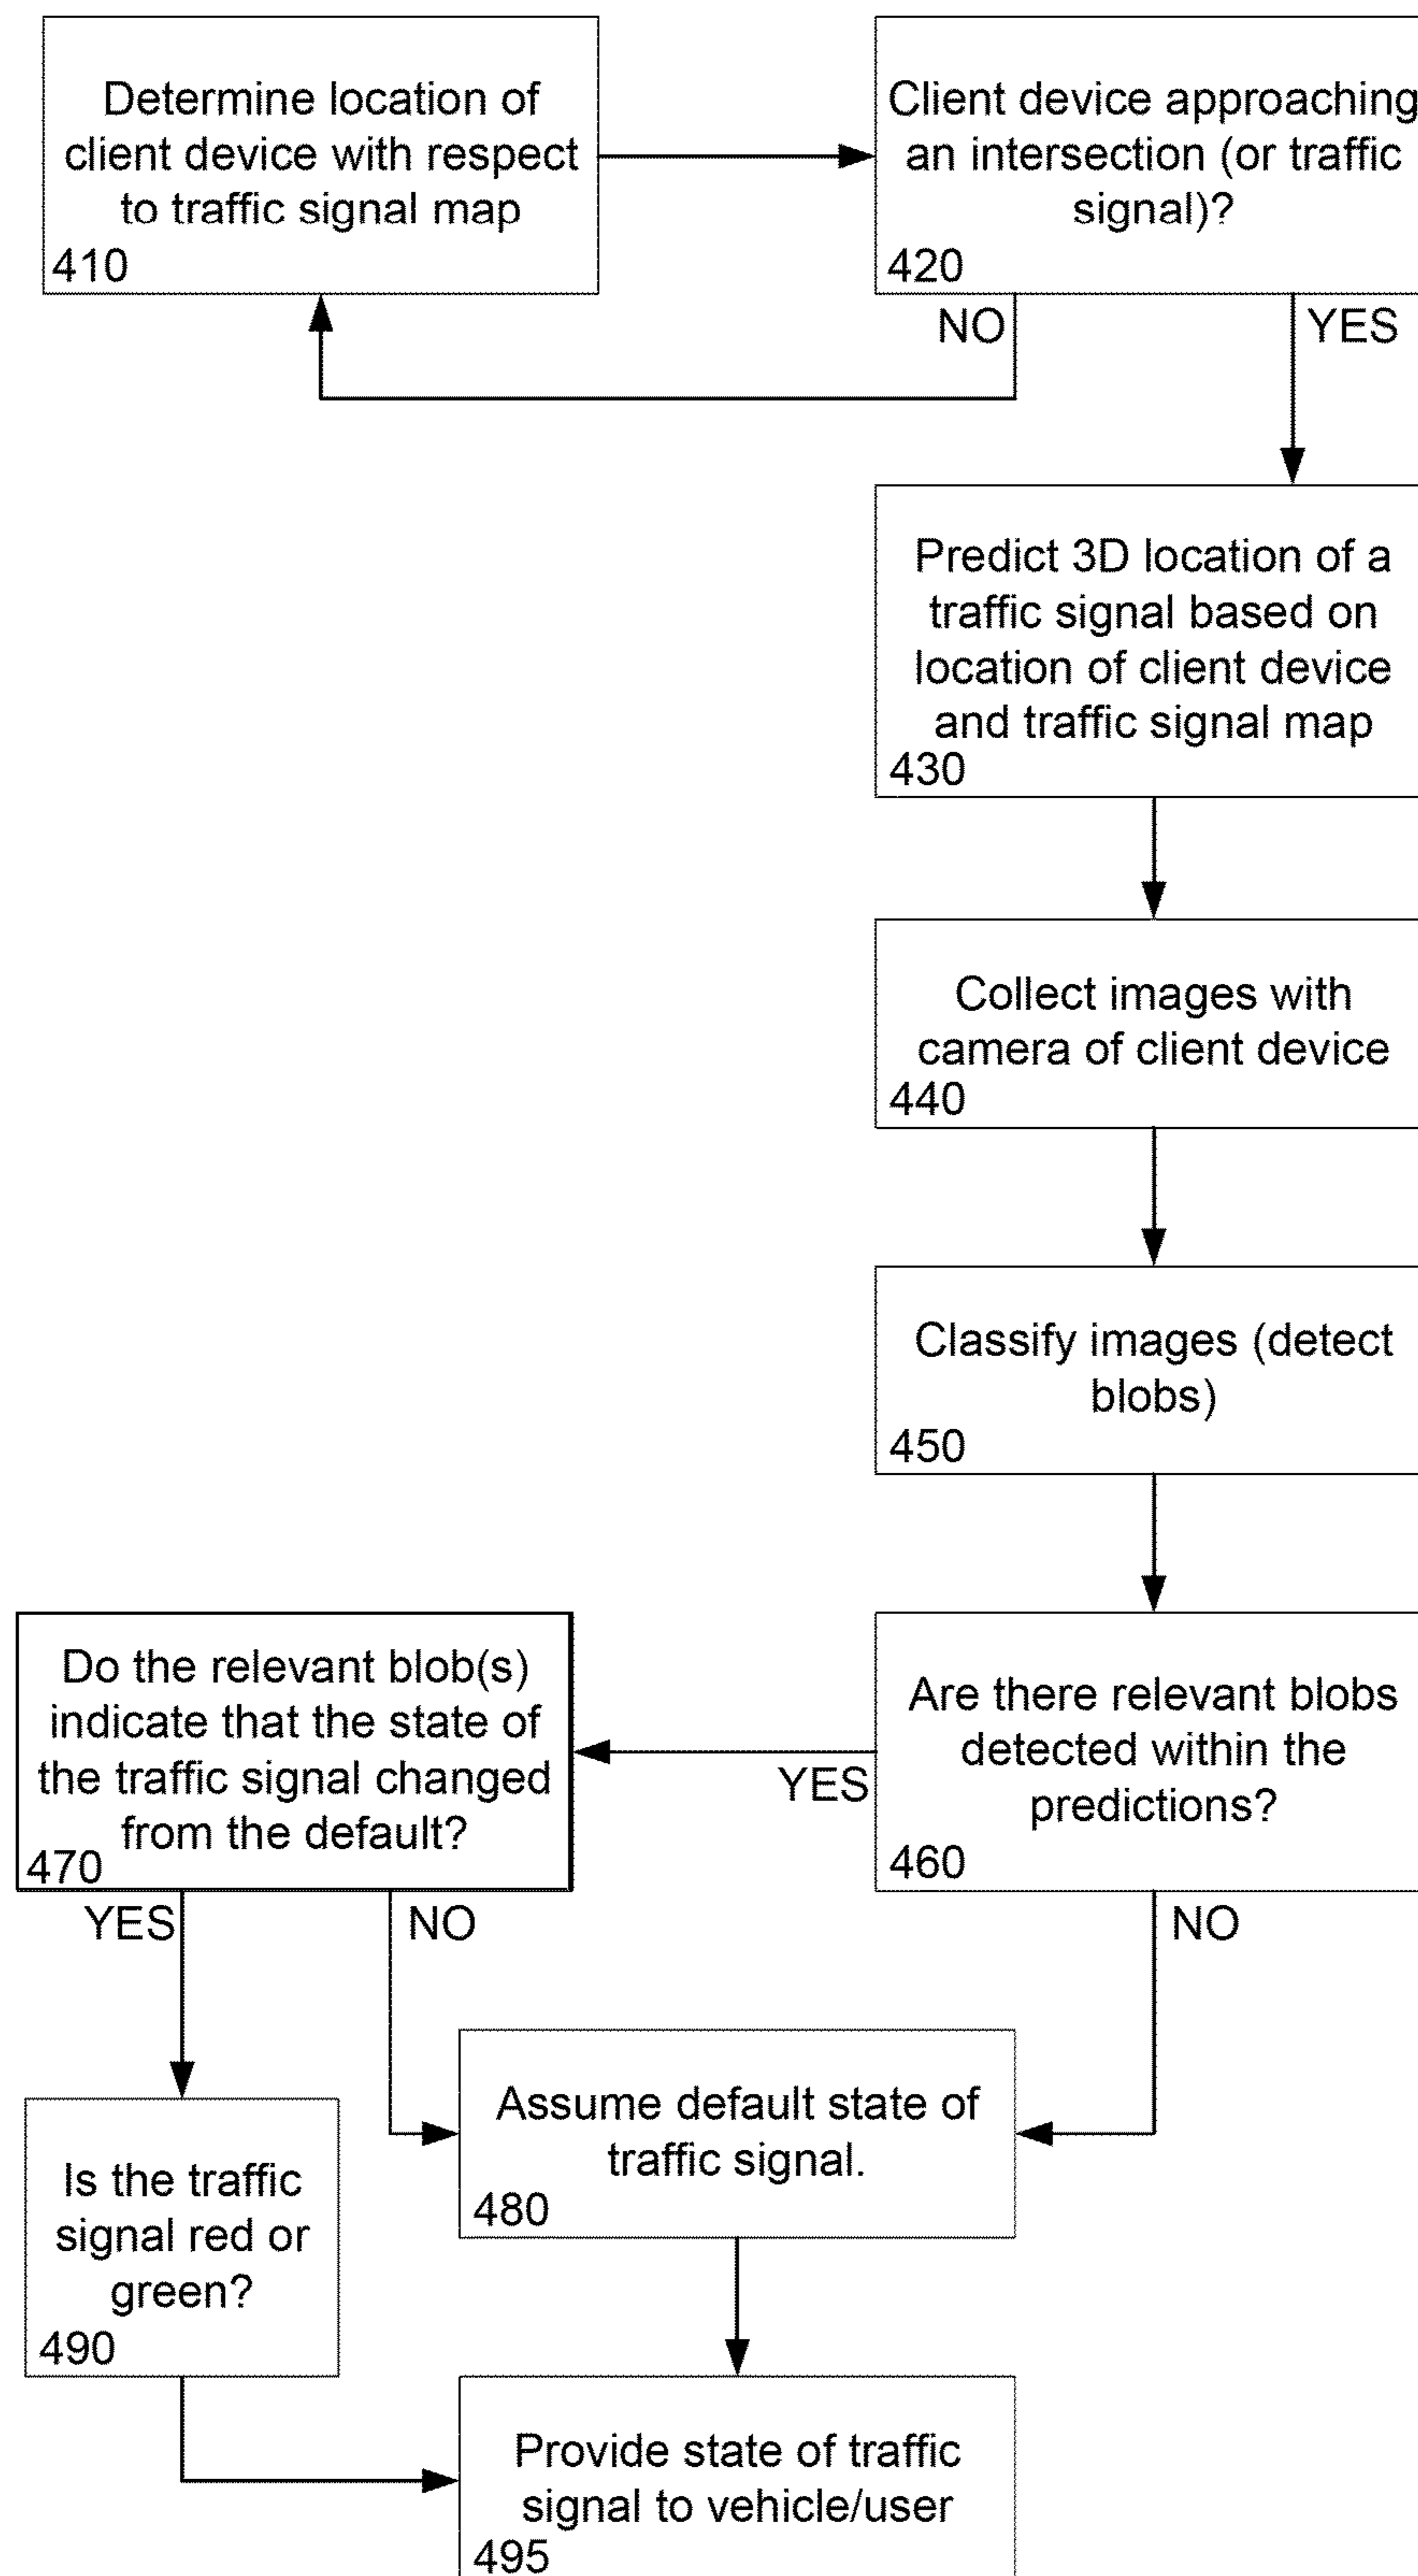 Determine location of
client device with respect
to traffic signal map
410
Client device approaching
an intersection (or traffic
signal)?
420
NO
YES
Predict 3D location of a
traffic signal based on
location of client device
and traffic signal map
430
Collect images with
camera of client device
440
Classify images (detect
blobs)
450
Are there relevant blobs
detected within the
predictions?
460
YES
NO
Do the relevant blob(s)
indicate that the state of
the traffic signal changed
from the default?
470
YES
NO
Assume default state of
traffic signal.
480
Is the traffic
signal red or
green?
490
Provide state of traffic
signal to vehicle/user
495